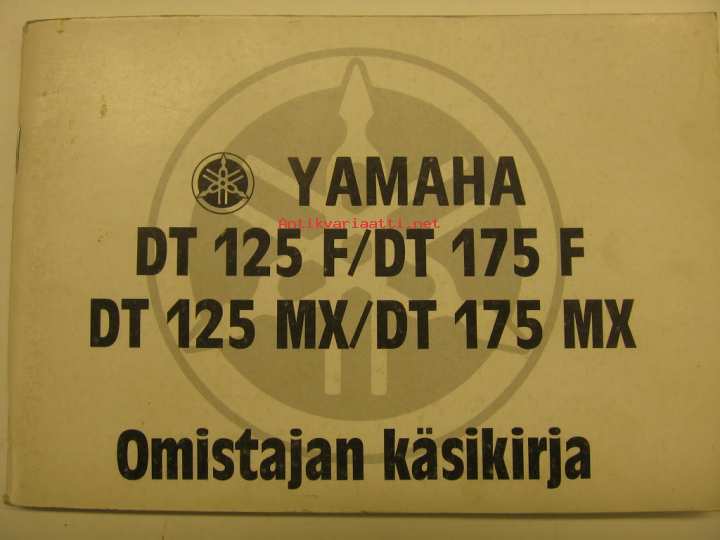 YAMAHA
Antikvariaatti.net
DT 125 F/DT 175 F
DT 125 MX/DT 175 MX
Omistajan käsikirja